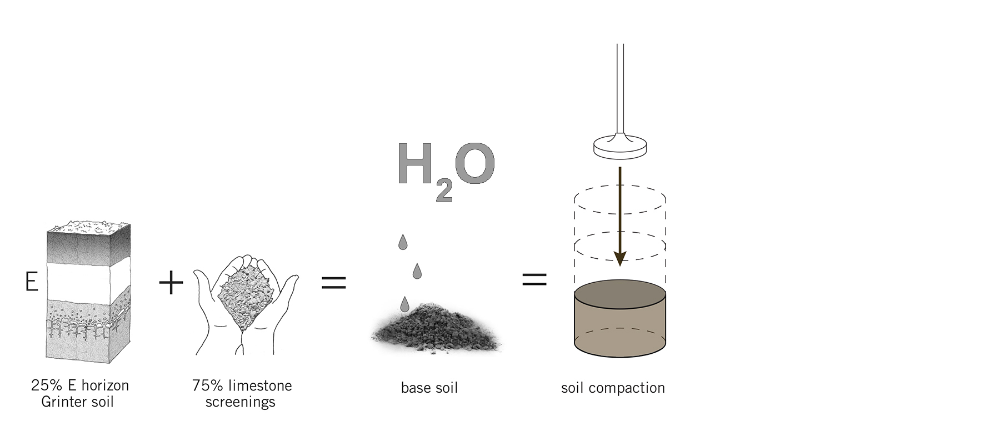 H2O
E
+
=
=
25% E horizon
Grinter soil
75% limestone
screenings
base soil
soil compaction